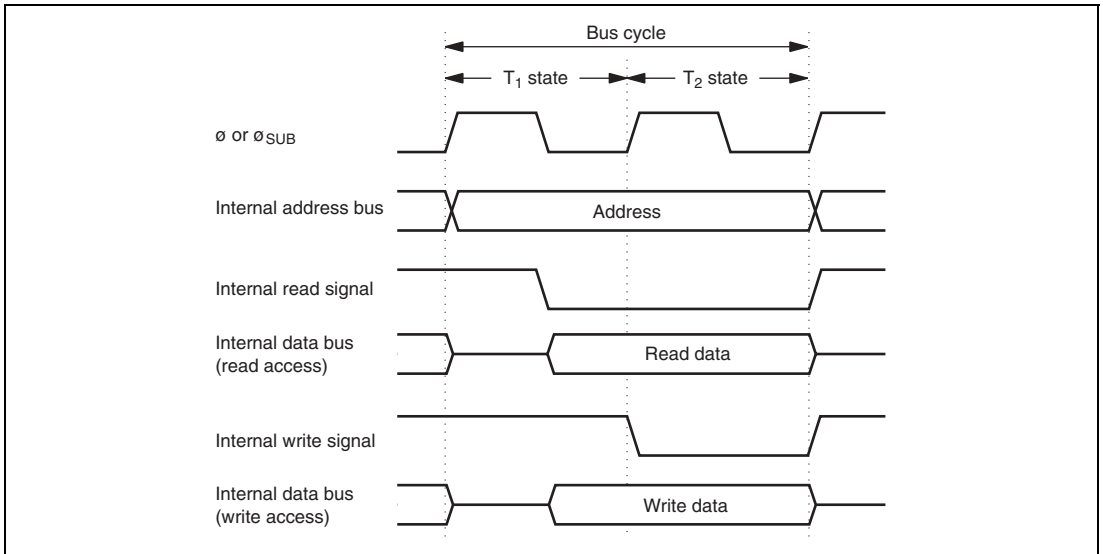 Bus cycle
T1 state
T2 state
ø or øSUB
Internal address bus
Address
Internal read signal
Internal data bus
(read access)
Read data
Internal write signal
Internal data bus
(write access)
Write data